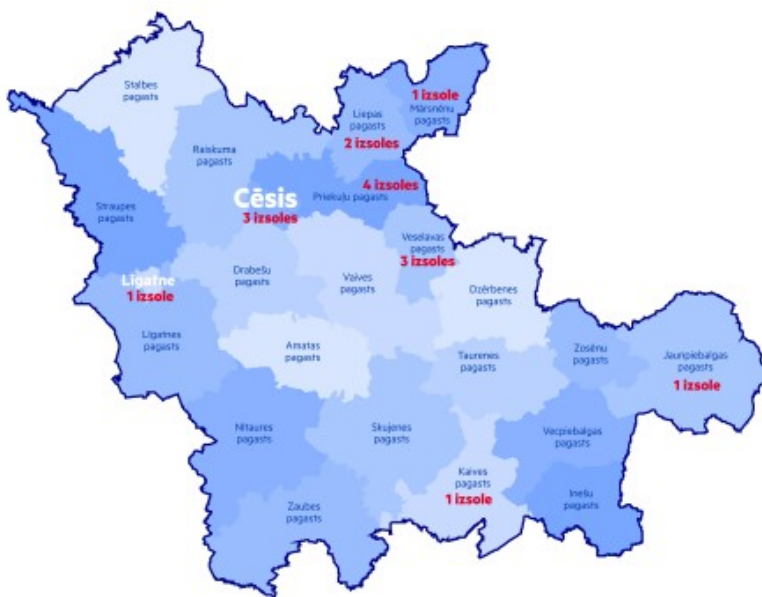 Stalbes
pagasts
1 izsole
Mārsnēnu
pagasts
Liepas
pagasts
2 izsoles
Raiskuma
pagasts
4 izsoles
Priekuļu pagasts
Cēsis
3 izsoles
Straupes
pagasts
Veselavas
pagasts
3 izsoles
Drabešu
pagasts
Vaives
pagasts
Dzērbenes
pagasts
Līgatne
1 izsole
Līgatnes
pagasts
Amatas
pagasts
Taurenes
pagasts
Zosēnu
pagasts
Jaunpiebalgas
pagasts
1 izsole
Nītaures
pagasts
Skujenes
pagasts
Vecpiebalgas
pagasts
Kaives
pagasts
1 izsole
Inešu
pagasts
Zaubes
pagasts